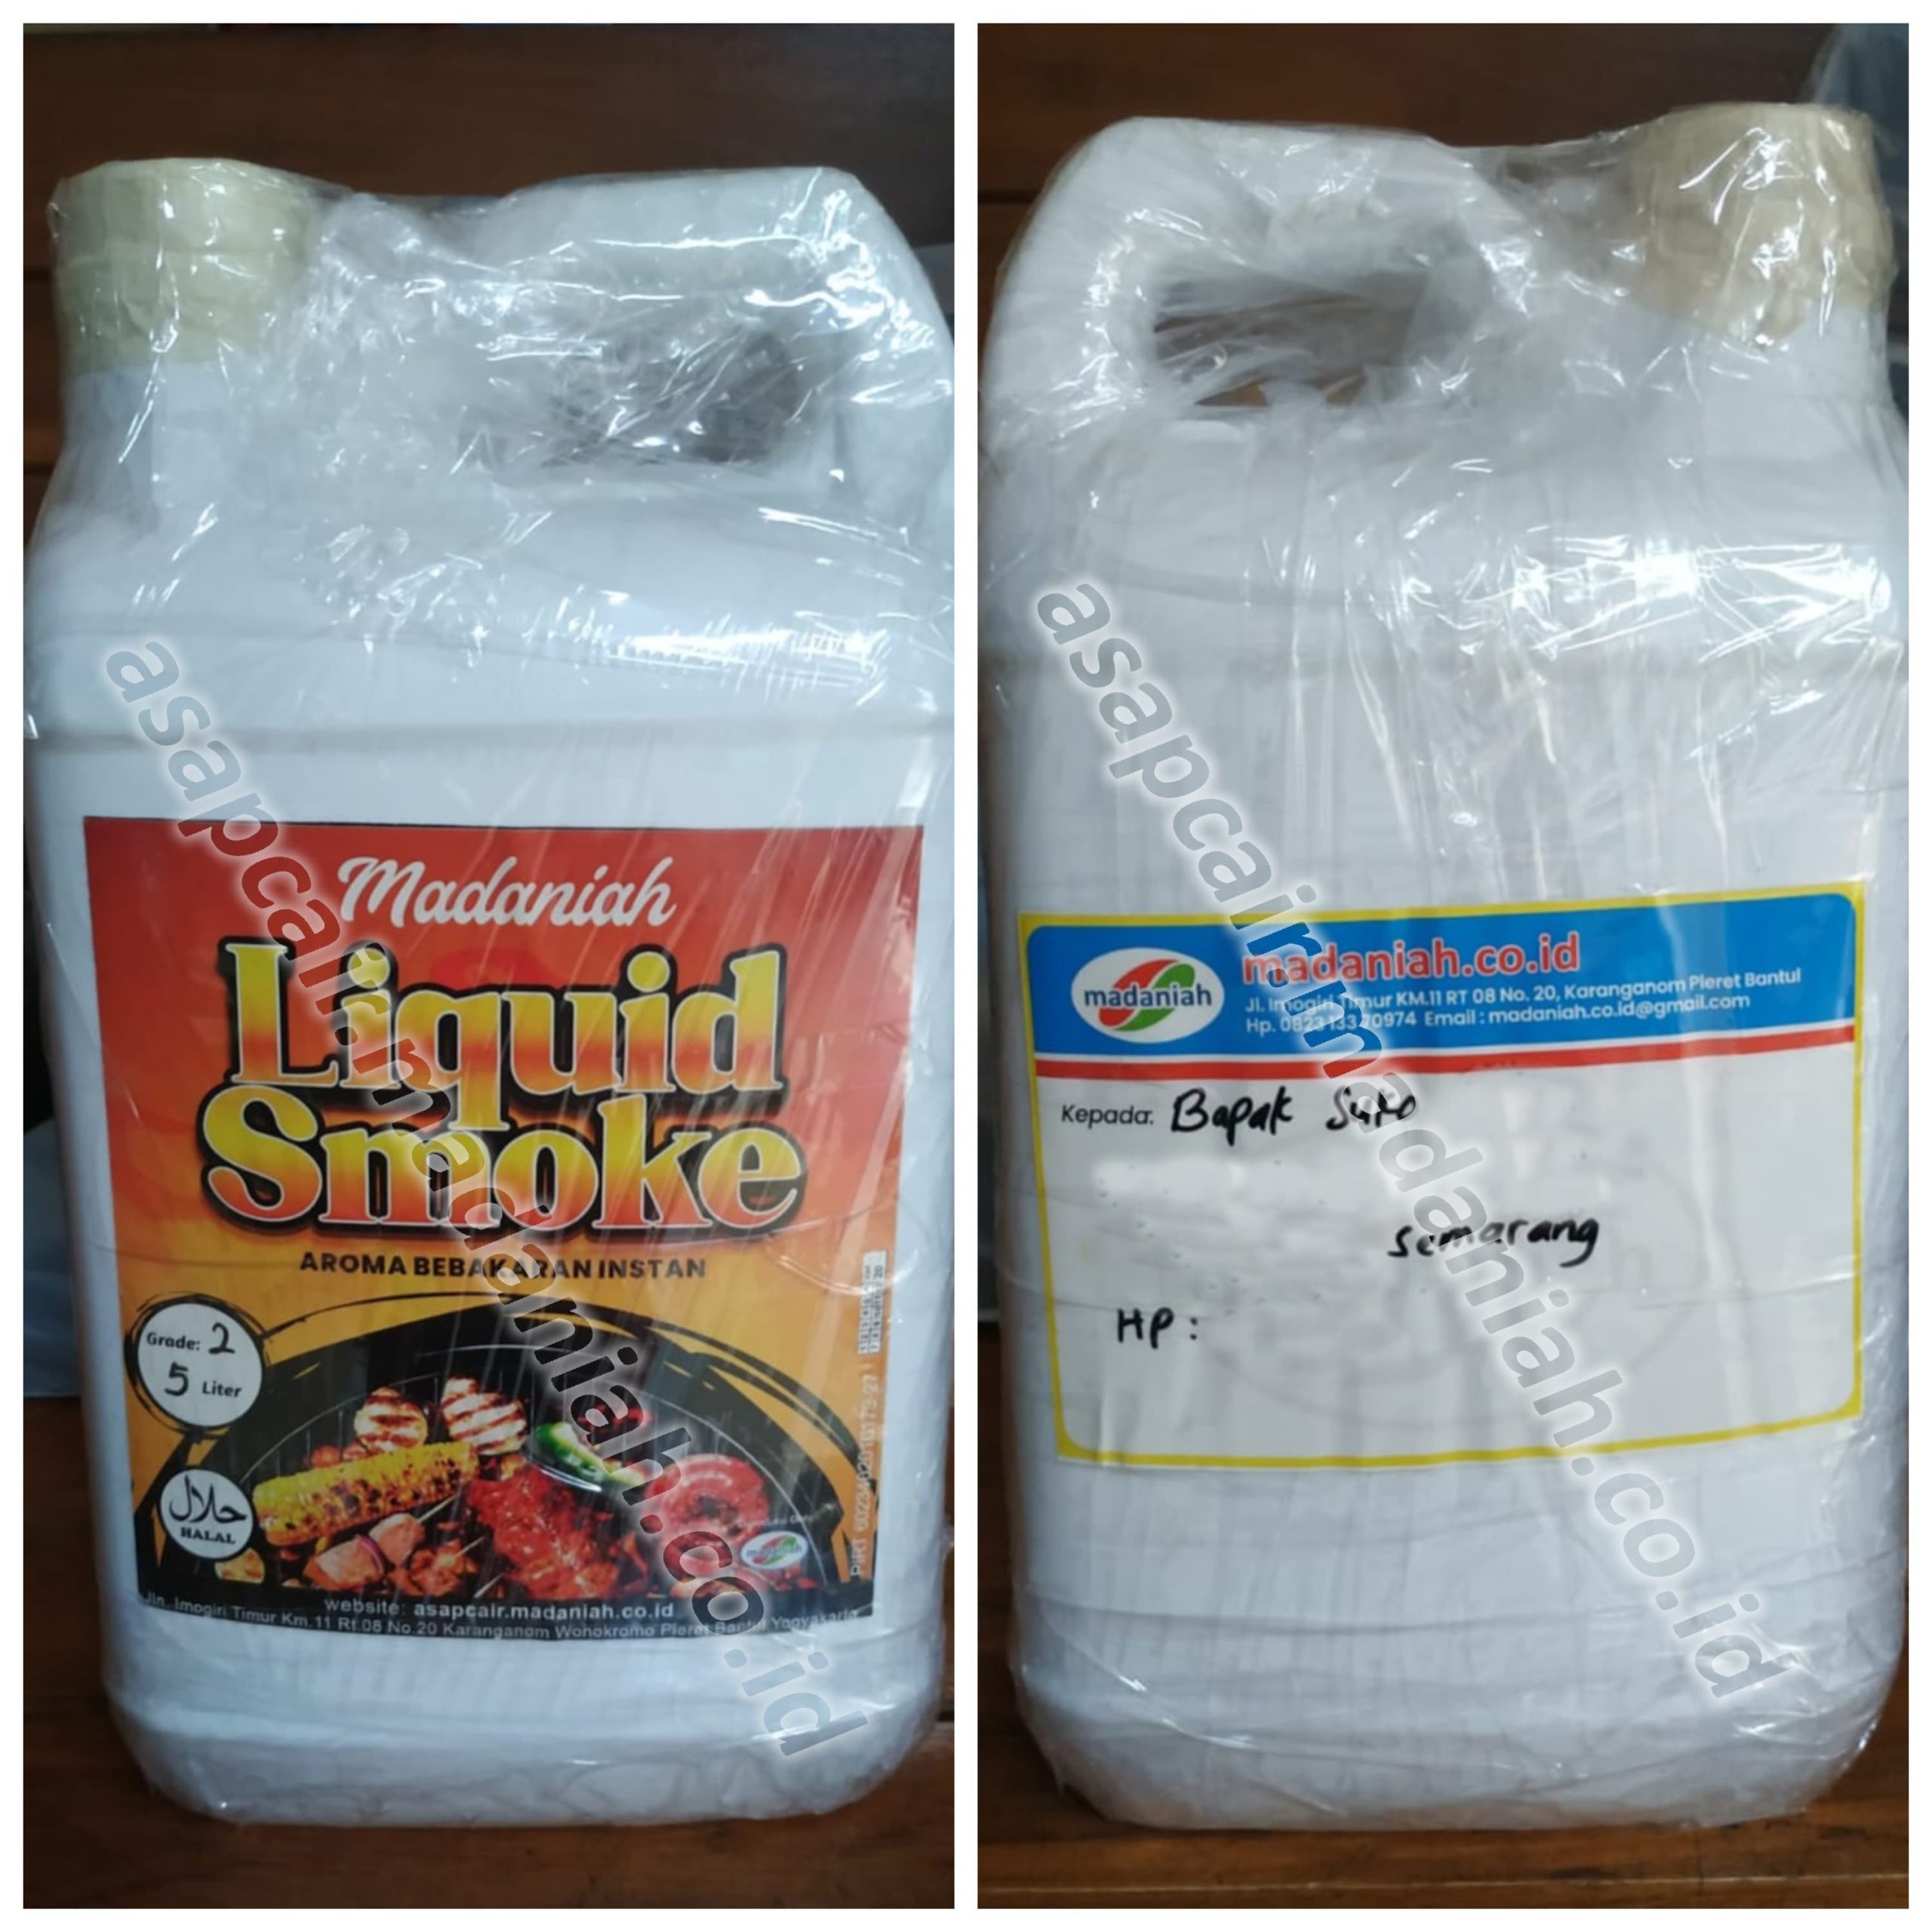 Madaniah
Liquid
Smoke
AROMA BEBAKARAN INSTAN
Grade: 2
5 Liter
حلال
HALAL
madaniah
website: asapcair.madaniah.co.id
Jln. Imogiri Timur Km.11 Rt.08 No.20 Karanganom Wonokromo Pleret Bantul Yogyakarta
asapcair.madaniah.co.id
madaniah
madaniah.co.id
Jl. Imogiri Timur KM.11 RT 08 No. 20, Karanganom Pleret Bantul
Hp. Email : madaniah.co.id@gmail.com
Kepada: Bapak
Semarang
HP :
asapcair.madaniah.co.id